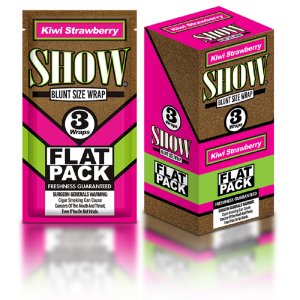 Kiwi Strawberry
SHOW
BLUNT SIZE WRAP
3
Wraps
FLAT
PACK
FRESHNESS GUARANTEED
SURGEON GENERALS WARNING:
Cigar Smoking Can Cause
Cancers Of The Mouth And Throat,
Even If You Do Not Inhale.
Kiwi Strawberry
SHOW
BLUNT SIZE WRAP
3
Wraps
Kiwi Strawberry
FLAT
PACK
FRESHNESS GUARANTEED